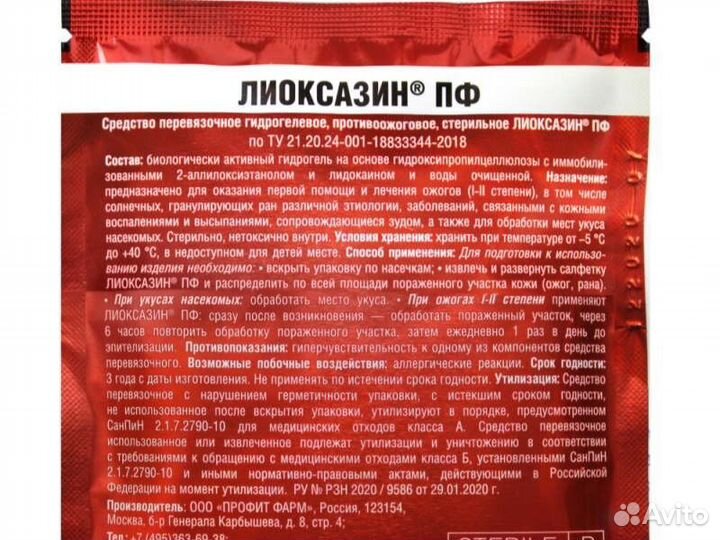 ЛИОКСАЗИН® ПФ
Средство перевязочное гидрогелевое, противоожоговое, стерильное ЛИОКСАЗИН® ПФ
по ТУ 21.20.24-001-18833344-2018
Состав: биологически активный гидрогель на основе гидроксипропилцеллюлозы с иммобили-
зованными 2-аллилоксиэтанолом и лидокаином и воды очищенной. Назначение:
предназначено для оказания первой помощи и лечения ожогов (I-II степени), в том числе
солнечных, гранулирующих ран различной этиологии, заболеваний, связанных с кожными
воспалениями и высыпаниями, сопровождающиеся зудом, а также для обработки мест укуса
насекомых. Стерильно, нетоксично внутри. Условия хранения: хранить при температуре от –5 °С
до +40 °С, в недоступном для детей месте. Способ применения: Для подготовки к использо-
ванию изделия необходимо: • вскрыть упаковку по насечкам; • извлечь и развернуть салфетку
ЛИОКСАЗИН® ПФ и распределить по всей площади пораженного участка кожи (ожог, рана).
• При укусах насекомых: обработать место укуса. • При ожогах I-II степени применяют
ЛИОКСАЗИН® ПФ: сразу после возникновения — обработать пораженный участок, через
6 часов повторить обработку пораженного участка, затем ежедневно 1 раз в день до
эпителизации. Противопоказания: гиперчувствительность к одному из компонентов средства
перевязочного. Возможные побочные воздействия: аллергические реакции. Срок годности:
3 года с даты изготовления. Не применять по истечении срока годности. Утилизация: Средство
перевязочное с нарушением герметичности упаковки, с истекшим сроком годности,
не использованное после вскрытия упаковки, утилизируют в порядке, предусмотренном
СанПиН 2.1.7.2790-10 для медицинских отходов класса А. Средство перевязочное
использованное или извлеченное подлежат утилизации и уничтожению в соответствии
с требованиями к обращению с медицинскими отходами класса Б, установленными СанПиН
2.1.7.2790-10 и иными нормативно-правовыми актами, действующими в Российской
Федерации на момент утилизации. РУ № РЗН 2020 / 9586 от 29.01.2020 г.
Производитель: ООО «ПРОФИТ ФАРМ», Россия, 123154,
Москва, б-р Генерала Карбышева, д. 8, стр. 4;
Тел.: +7 (495)363-69-38;
STERILE R
Avito